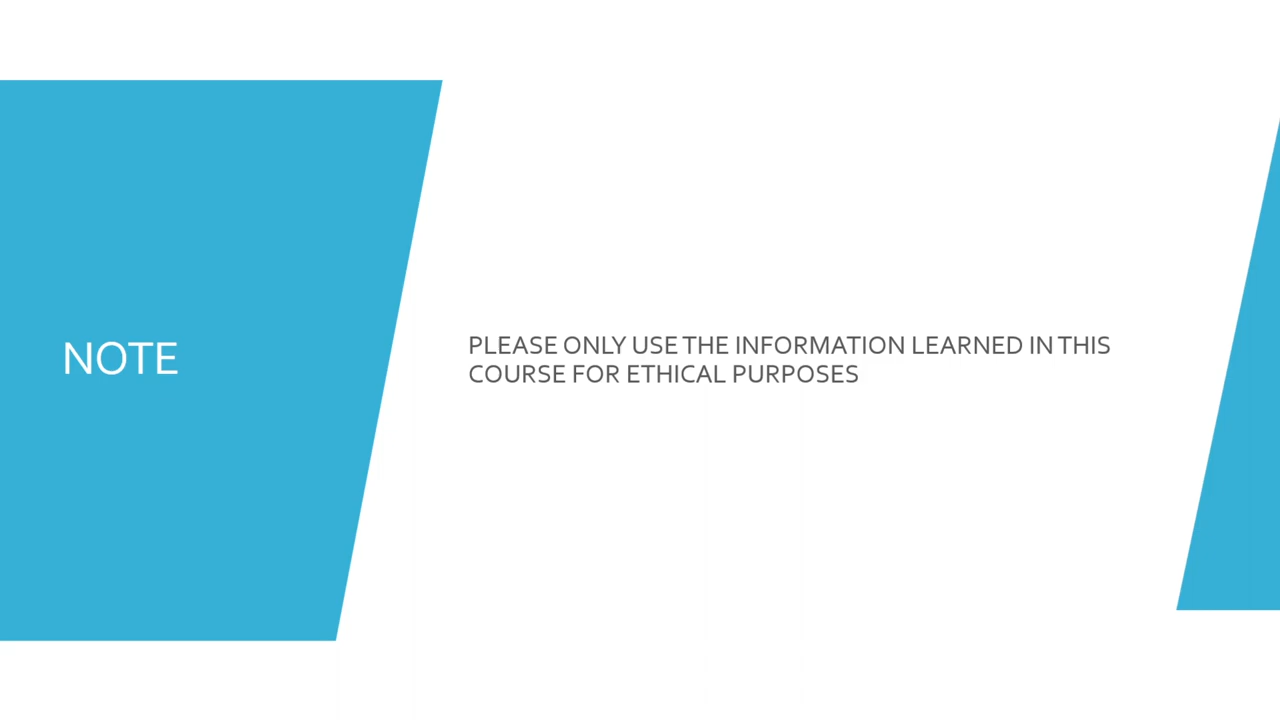 NOTE
PLEASE ONLY USE THE INFORMATION LEARNED IN THIS
COURSE FOR ETHICAL PURPOSES